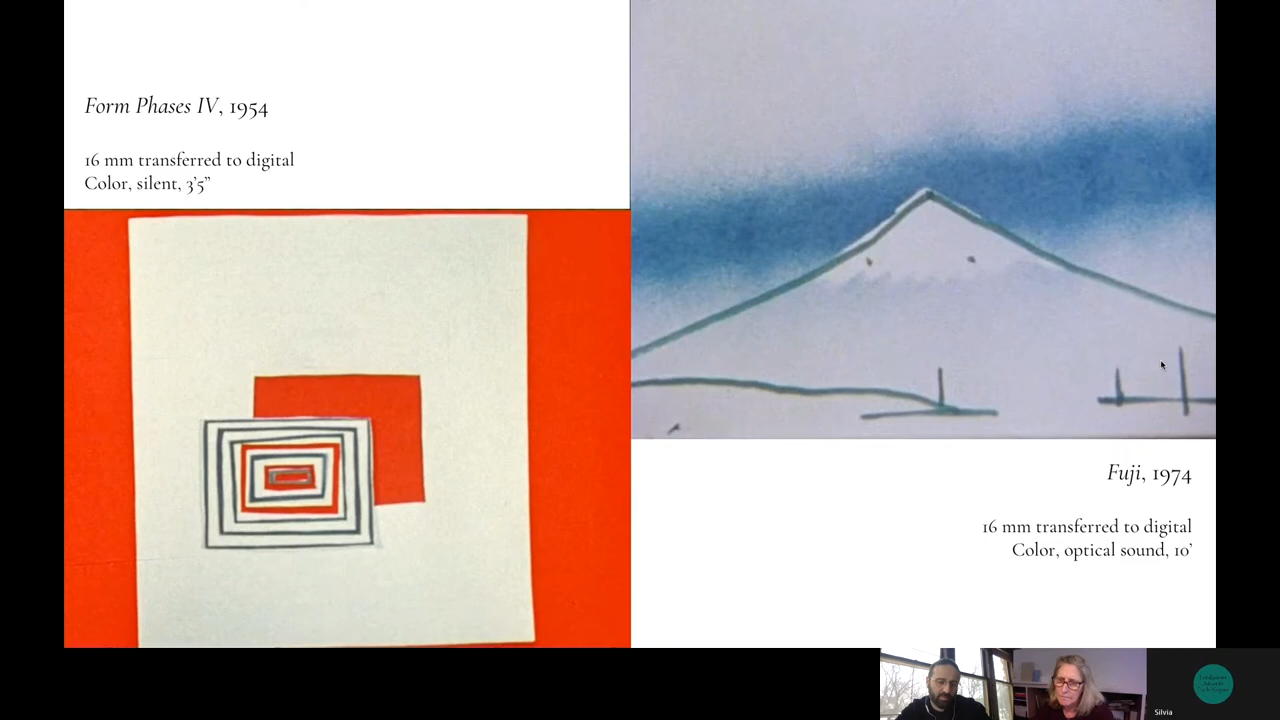 Form Phases IV, 1954
16 mm transferred to digital
Color, silent, 3’5”
Fuji, 1974
16 mm transferred to digital
Color, optical sound, 10’
Silvia